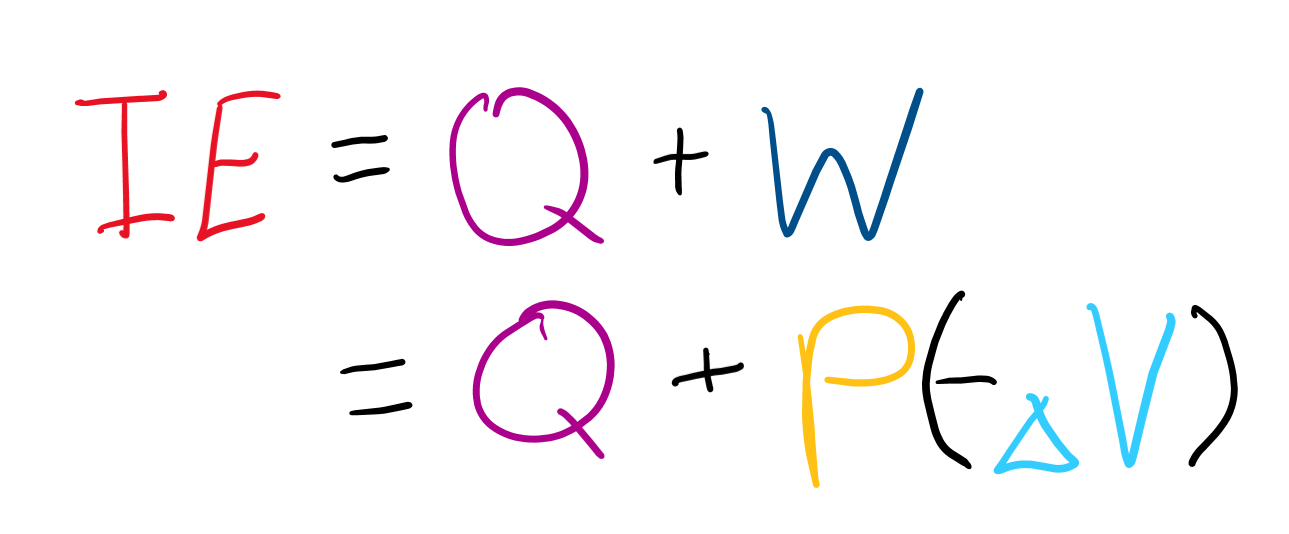 IE = Q + W
= Q + P(-ΔV)